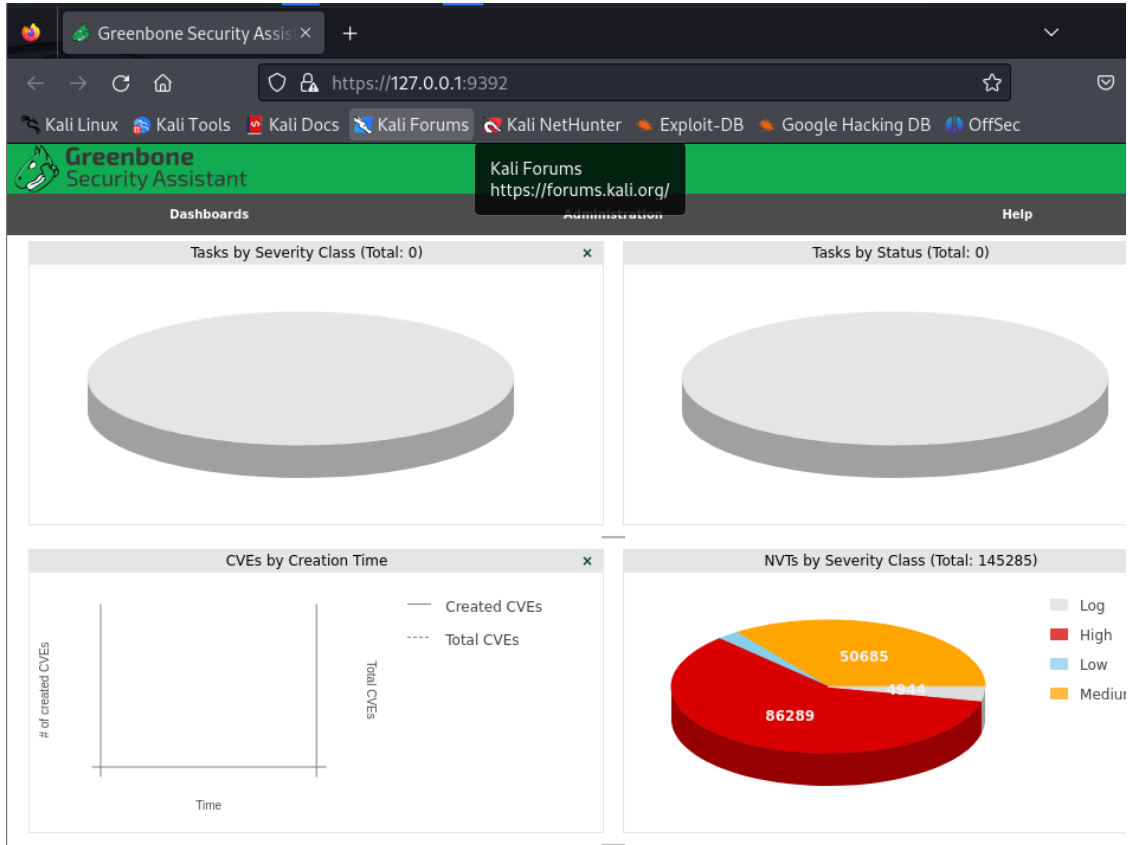 Greenbone Security Assis
https://127.0.0.1:9392
Kali Linux Kali Tools Kali Docs Kali Forums Kali NetHunter Exploit-DB Google Hacking DB OffSec
Greenbone
Security Assistant
Kali Forums
https://forums.kali.org/
Dashboards Administration Help
Tasks by Severity Class (Total: 0)
Tasks by Status (Total: 0)
CVEs by Creation Time
# of created CVEs
Time
Total CVEs
Created CVEs
Total CVEs
NVTs by Severity Class (Total: 145285)
50685
4944
86289
Log
High
Low
Medium